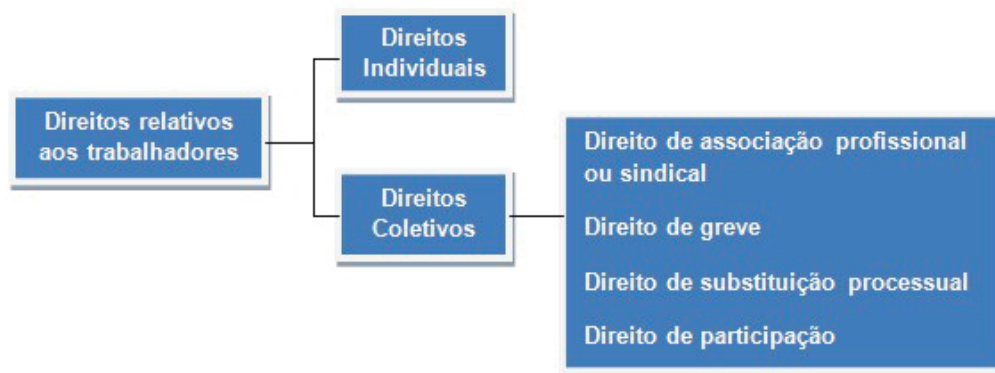 Direitos
Individuais
Direitos relativos
aos trabalhadores
Direitos
Coletivos
Direito de associação profissional
ou sindical
Direito de greve
Direito de substituição processual
Direito de participação